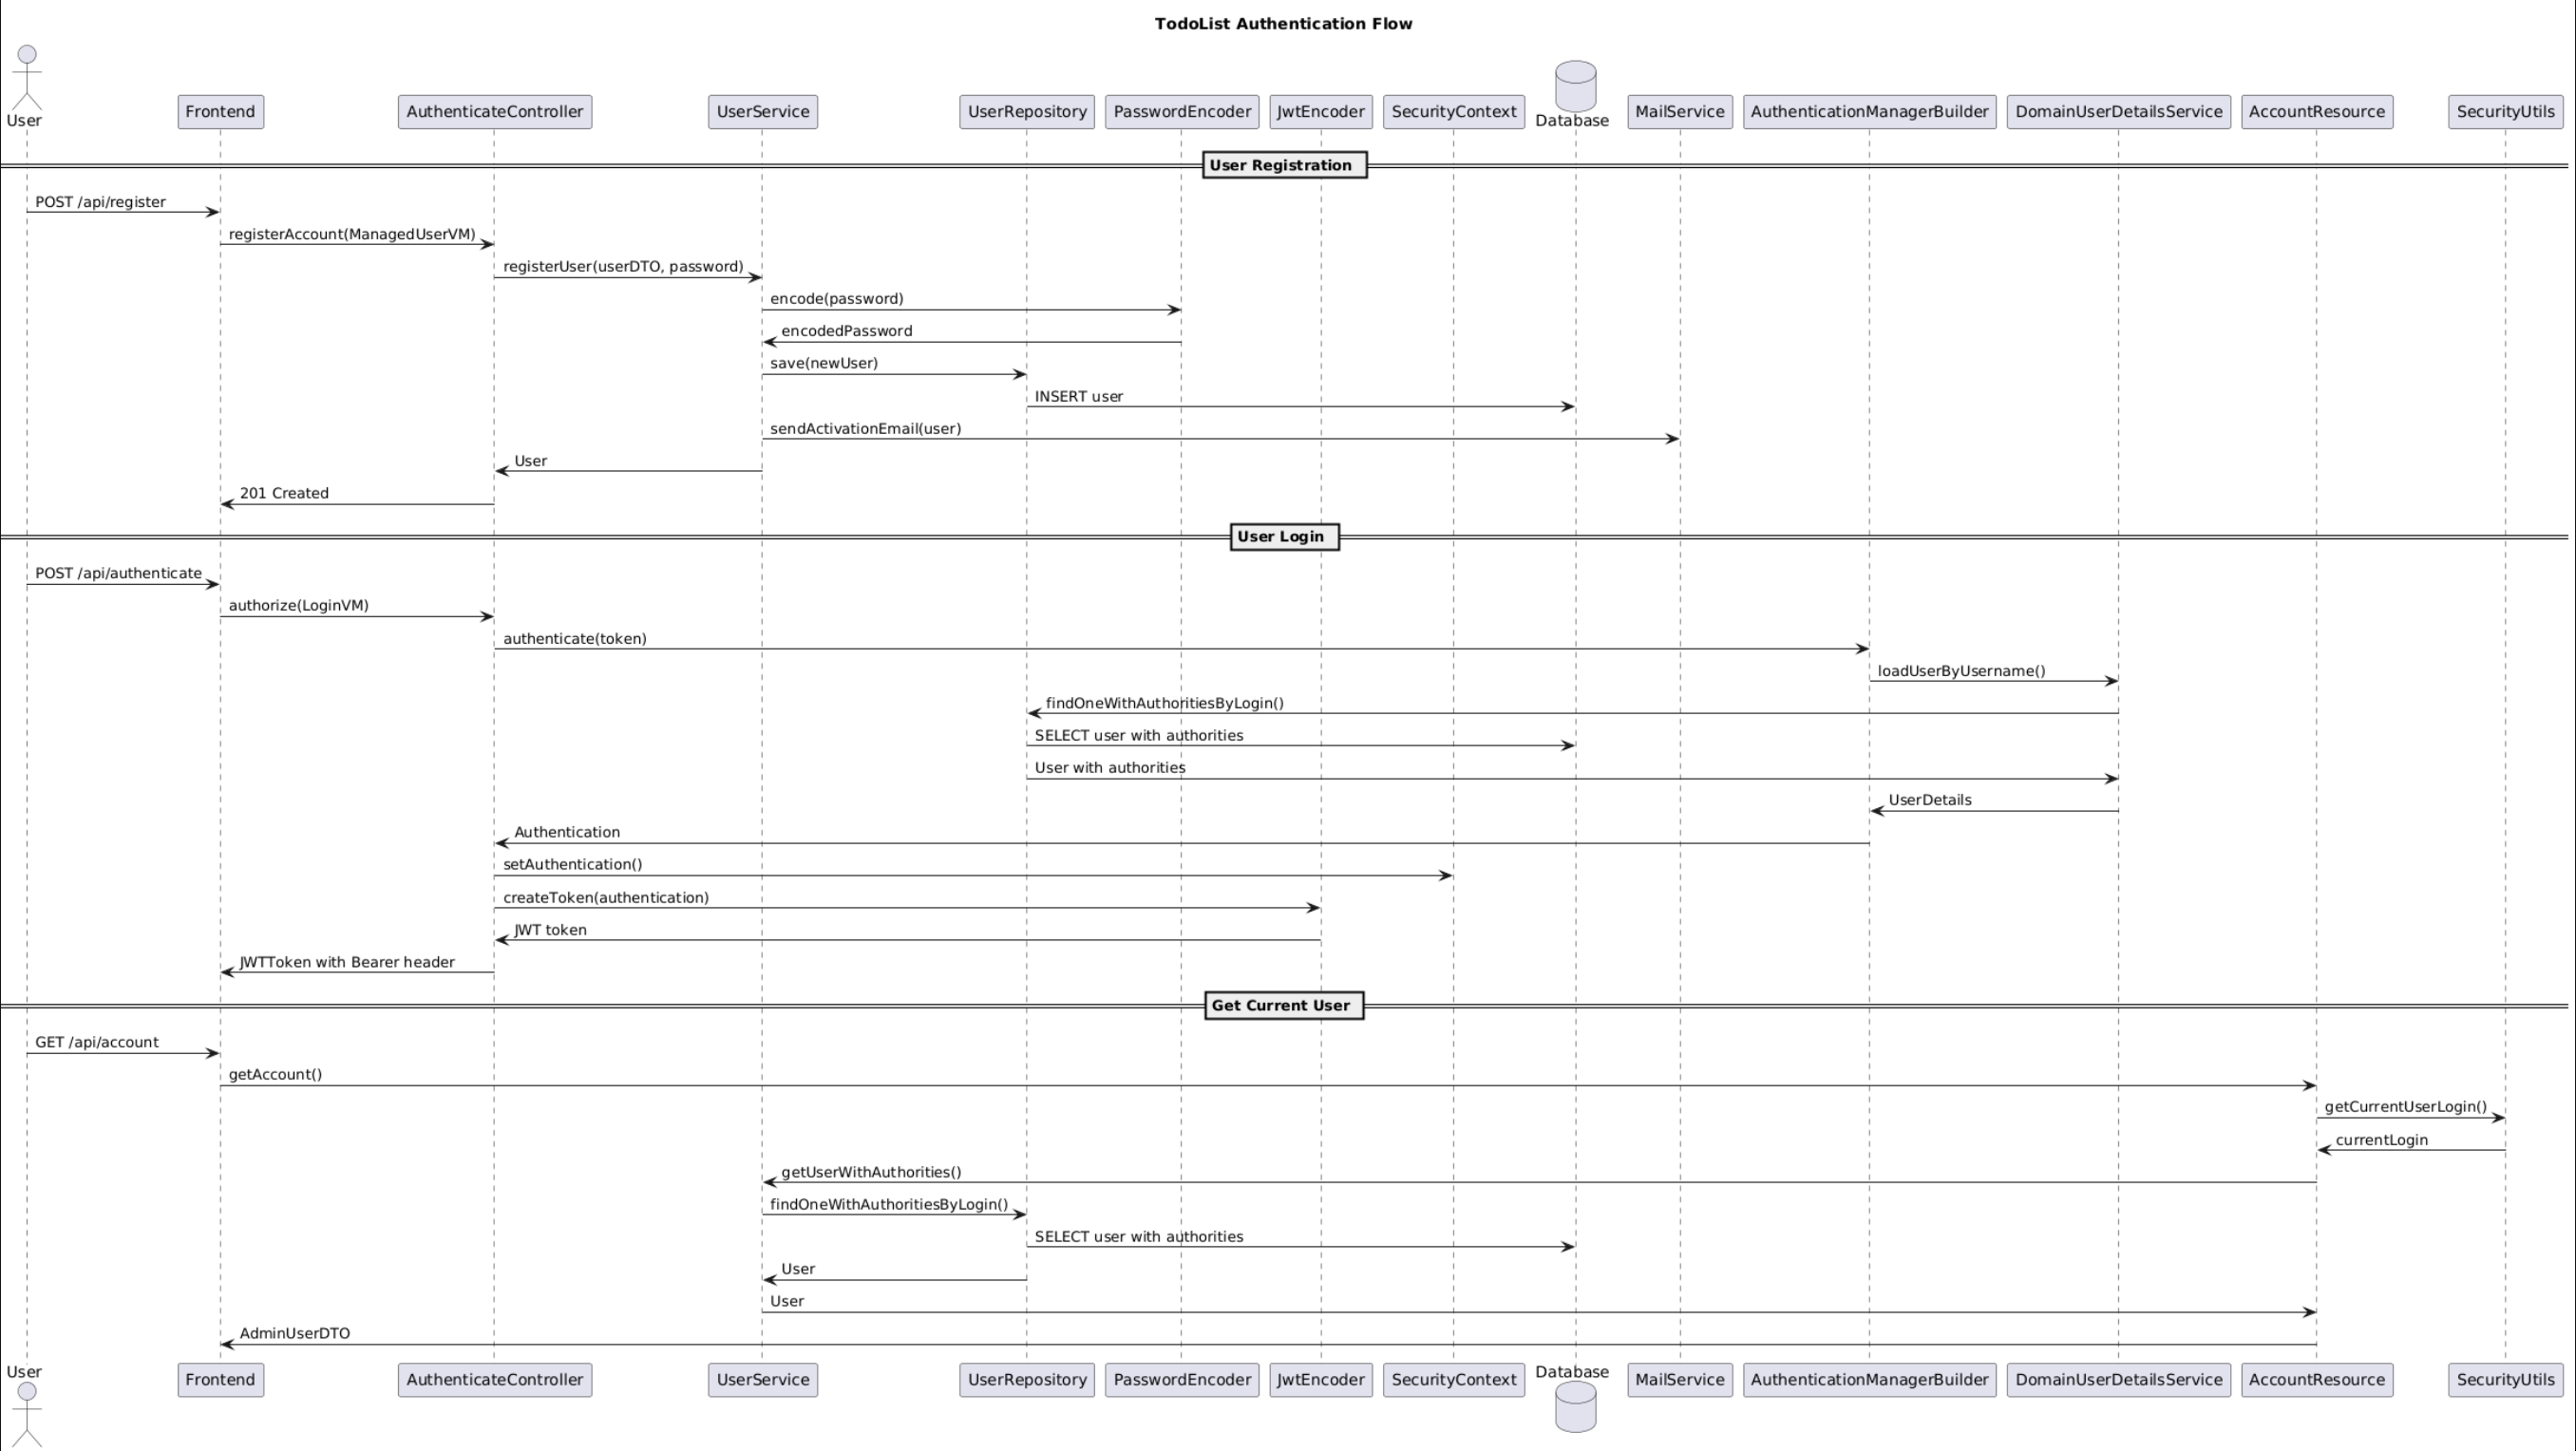 TodoList Authentication Flow
User
Frontend
AuthenticateController
UserService
UserRepository
PasswordEncoder
JwtEncoder
SecurityContext
Database
MailService
AuthenticationManagerBuilder
DomainUserDetailsService
AccountResource
SecurityUtils
User Registration
POST /api/register
registerAccount(ManagedUserVM)
registerUser(userDTO, password)
encode(password)
encodedPassword
save(newUser)
INSERT user
sendActivationEmail(user)
User
201 Created
User Login
POST /api/authenticate
authorize(LoginVM)
authenticate(token)
loadUserByUsername()
findOneWithAuthoritiesByLogin()
SELECT user with authorities
User with authorities
UserDetails
Authentication
setAuthentication()
createToken(authentication)
JWT token
JWTToken with Bearer header
Get Current User
GET /api/account
getAccount()
getCurrentUserLogin()
currentLogin
getUserWithAuthorities()
findOneWithAuthoritiesByLogin()
SELECT user with authorities
User
User
AdminUserDTO
User
Frontend
AuthenticateController
UserService
UserRepository
PasswordEncoder
JwtEncoder
SecurityContext
Database
MailService
AuthenticationManagerBuilder
DomainUserDetailsService
AccountResource
SecurityUtils